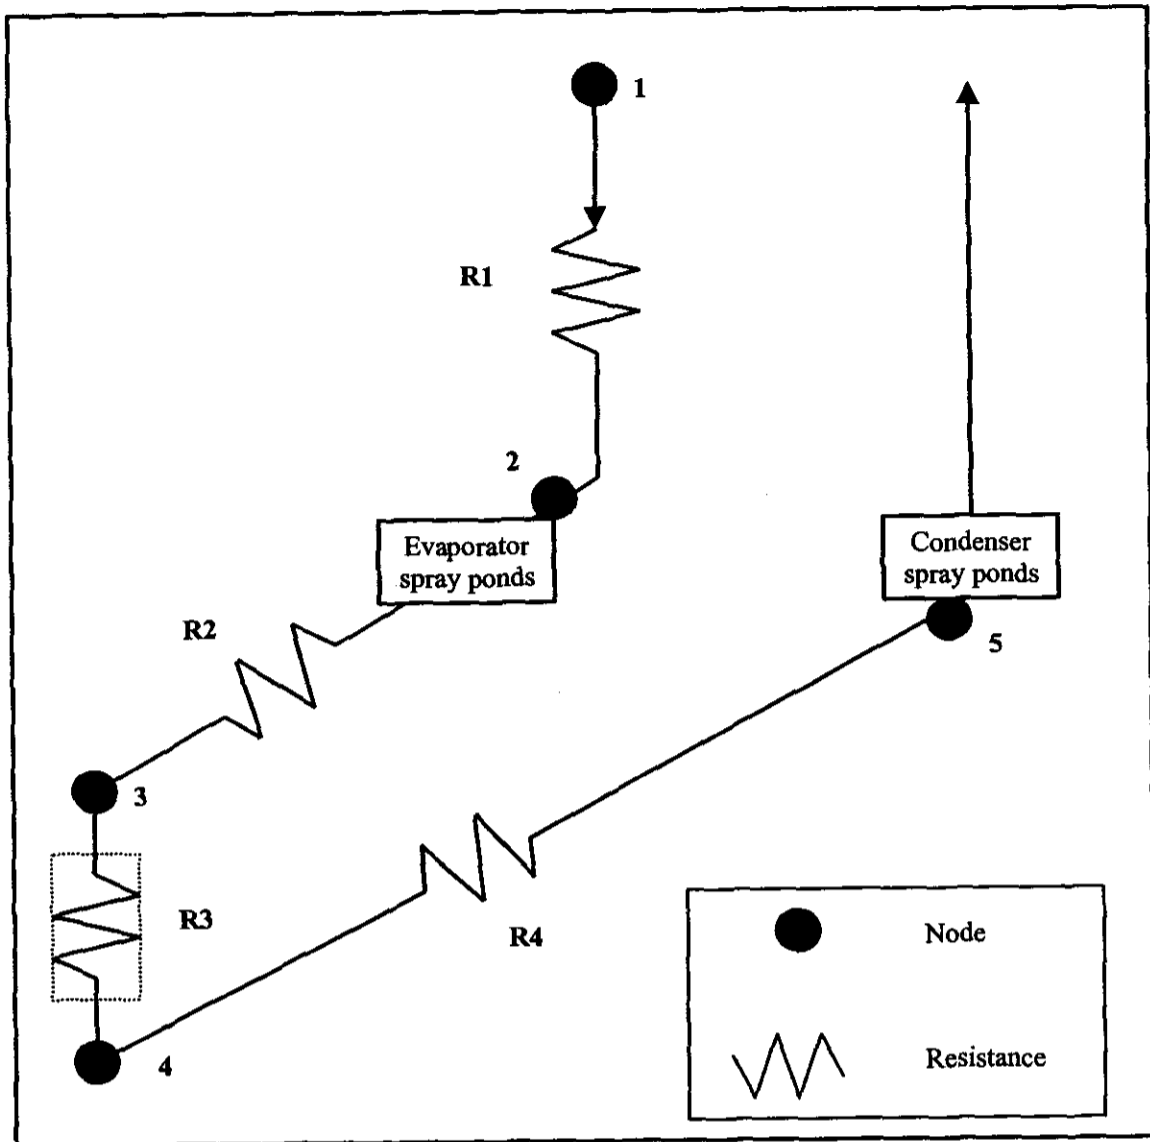 1
R1
2
Evaporator
spray ponds
Condenser
spray ponds
R2
5
3
R3
R4
Node
4
Resistance